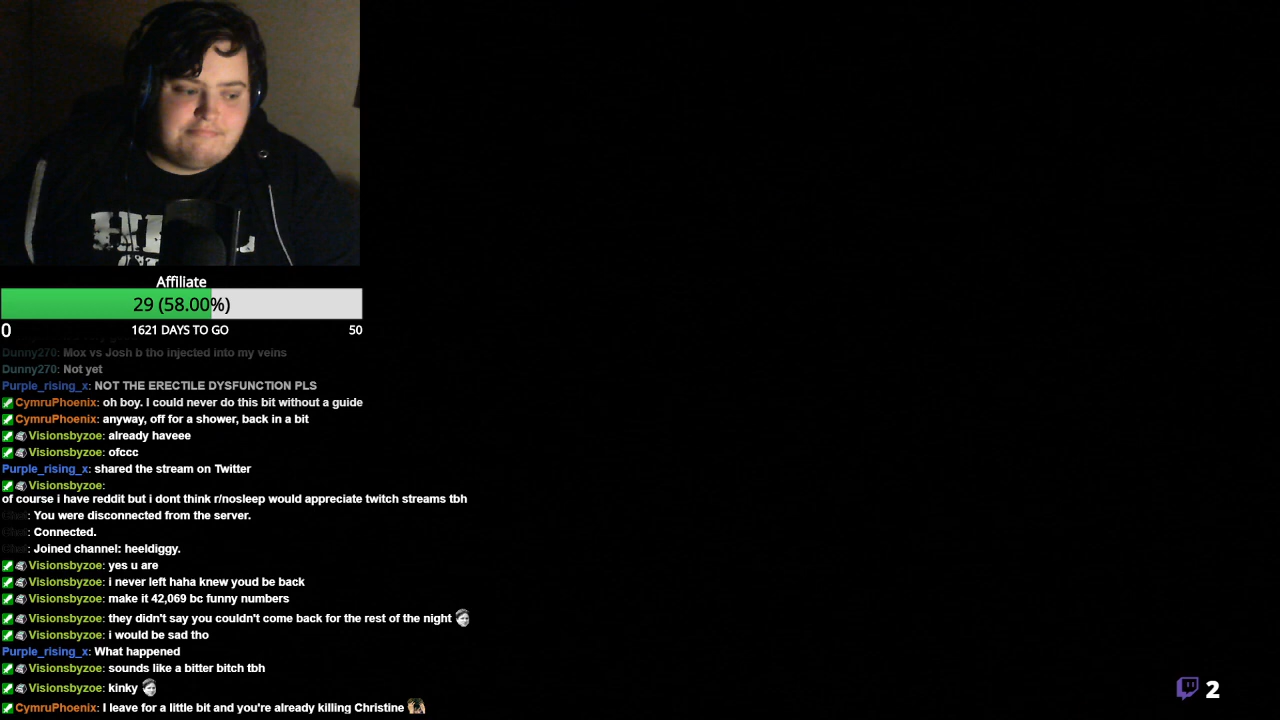 Affiliate
29 (58.00%)
0 1621 DAYS TO GO 50
Dunny270: Mox vs Josh b tho injected into my veins
Dunny270: Not yet
Purple_rising_x: NOT THE ERECTILE DYSFUNCTION PLS
CymruPhoenix: oh boy. I could never do this bit without a guide
CymruPhoenix: anyway, off for a shower, back in a bit
Visionsbyzoe: already haveee
Visionsbyzoe: ofccc
Purple_rising_x: shared the stream on Twitter
Visionsbyzoe:
of course i have reddit but i dont think r/nosleep would appreciate twitch streams tbh
Chat: You were disconnected from the server.
Chat: Connected.
Chat: Joined channel: heeldiggy.
Visionsbyzoe: yes u are
Visionsbyzoe: i never left haha knew youd be back
Visionsbyzoe: make it 42,069 bc funny numbers
Visionsbyzoe: they didn't say you couldn't come back for the rest of the night
Visionsbyzoe: i would be sad tho
Purple_rising_x: What happened
Visionsbyzoe: sounds like a bitter bitch tbh
Visionsbyzoe: kinky
CymruPhoenix: I leave for a little bit and you're already killing Christine
2